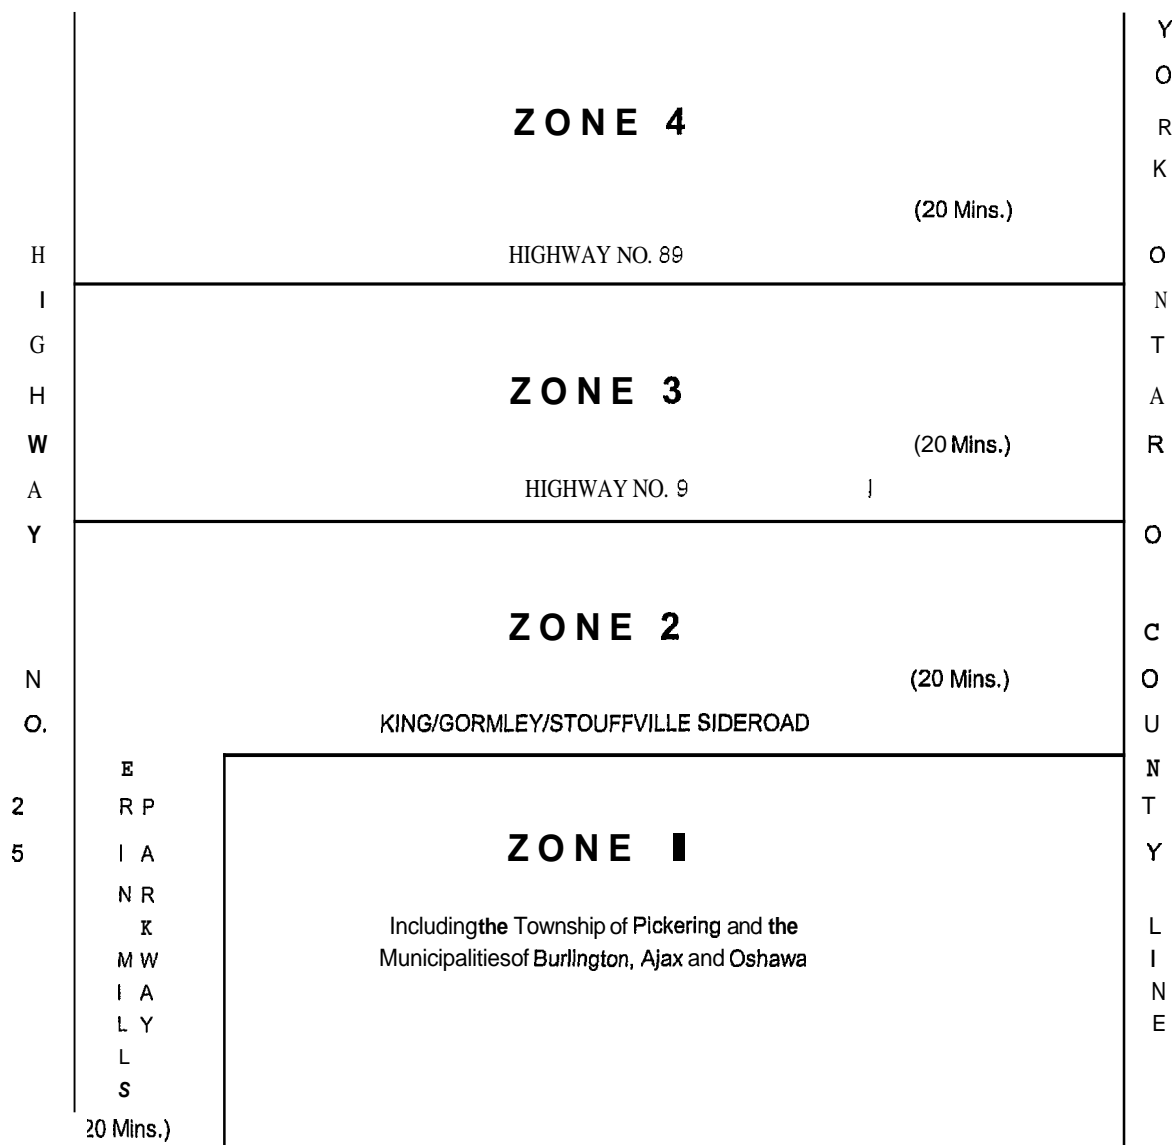 ZONE 4
(20 Mins.)
HIGHWAY NO. 89
ZONE 3
(20 Mins.)
HIGHWAY NO. 9
ZONE 2
(20 Mins.)
KING/GORMLEY/STOUFFVILLE SIDEROAD
ZONE
Including the Township of Pickering and the
Municipalities of Burlington, Ajax and Oshawa
HIGHWAY NO. 25
ERIN MILLS
PARKWAY
20 Mins.)
YORK ONTARO COUNTY LINE